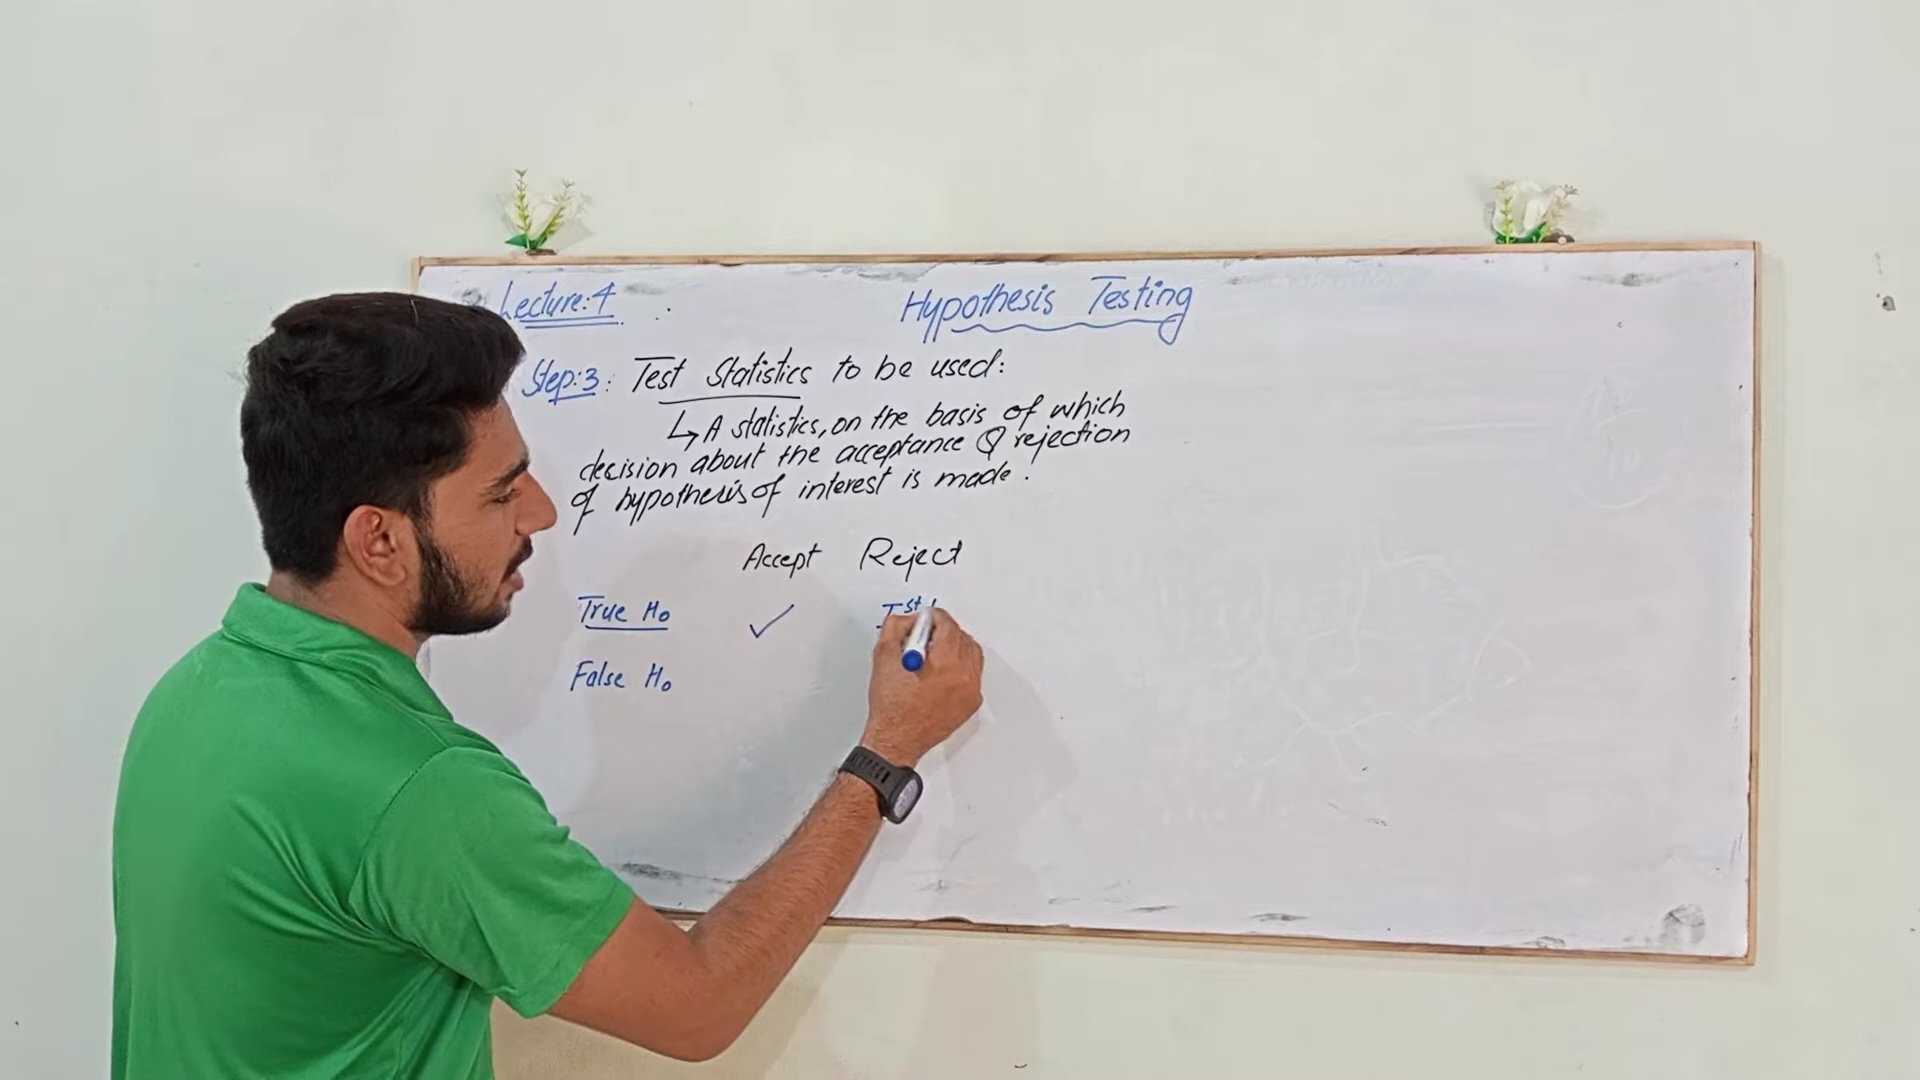 Lecture:4
Hypothesis Testing
Step:3: Test Statistics to be used:
↳ A statistics, on the basis of which
decision about the acceptance & rejection
of hypothesis of interest is made.
Accept Reject
True H₀ ✓ Iˢᵗ
False H₀